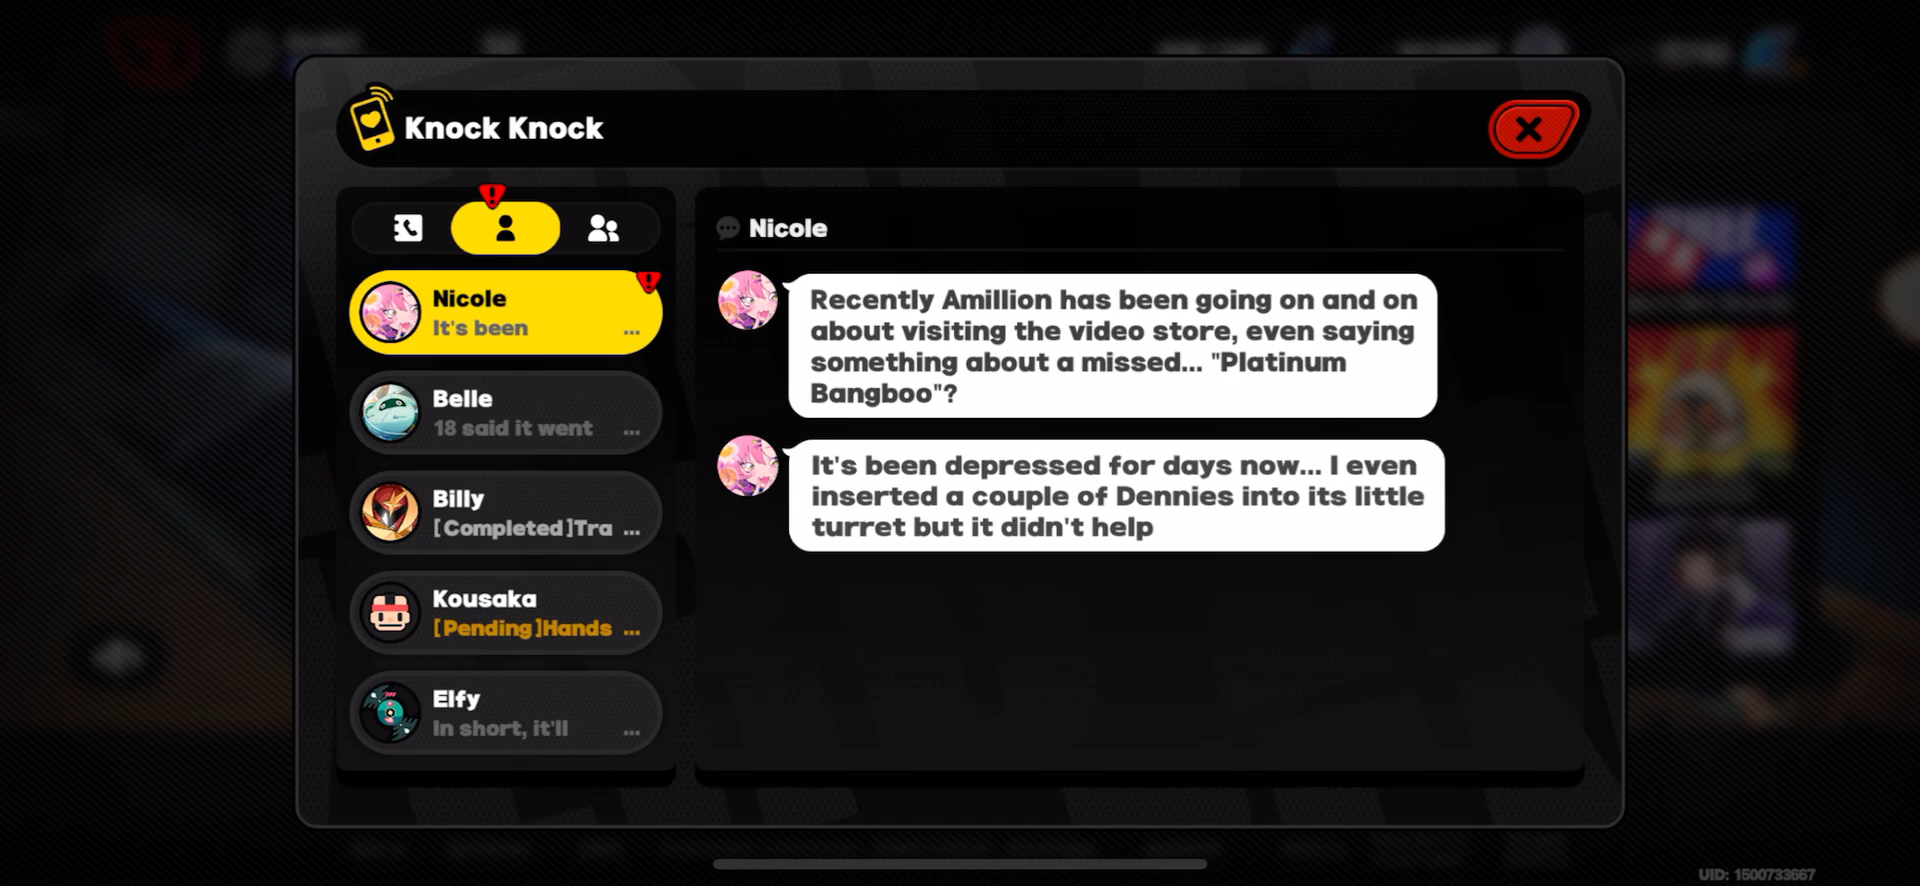 Knock Knock
Nicole
It's been ...
Belle
18 said it went ...
Billy
[Completed]Tra ...
Kousaka
[Pending]Hands ...
Elfy
In short, it'll ...
Nicole
Recently Amillion has been going on and on
about visiting the video store, even saying
something about a missed... "Platinum
Bangboo"?
It's been depressed for days now... I even
inserted a couple of Dennies into its little
turret but it didn't help
UID: 1500733667